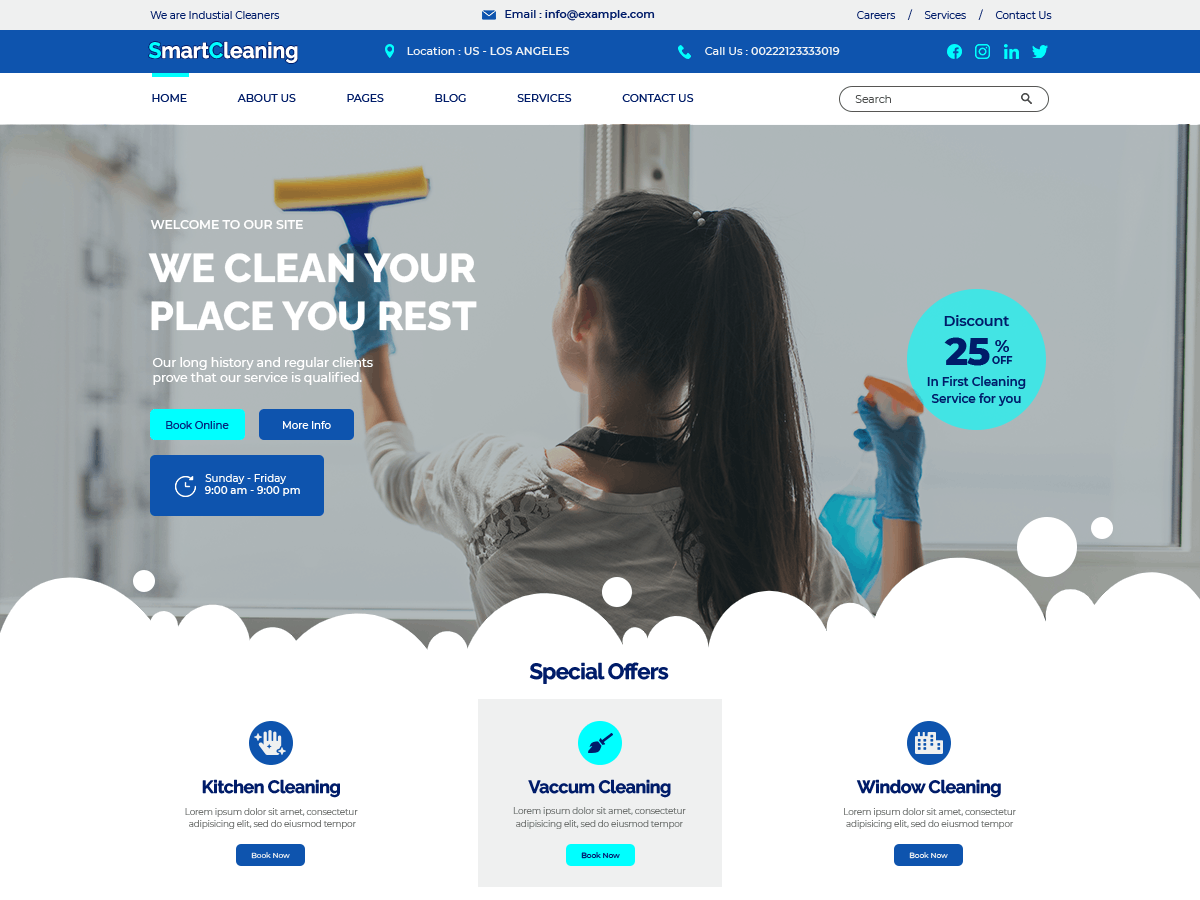 We are Industial Cleaners
Email : info@example.com
Careers / Services / Contact Us
SmartCleaning
Location : US - LOS ANGELES
Call Us : 00222123333019
HOME
ABOUT US
PAGES
BLOG
SERVICES
CONTACT US
Search
WELCOME TO OUR SITE
WE CLEAN YOUR
PLACE YOU REST
Our long history and regular clients
prove that our service is qualified.
Book Online
More Info
Sunday - Friday
9:00 am - 9:00 pm
Discount
25 % OFF
In First Cleaning
Service for you
Special Offers
Kitchen Cleaning
Lorem ipsum dolor sit amet, consectetur
adipisicing elit, sed do eiusmod tempor
Book Now
Vaccum Cleaning
Lorem ipsum dolor sit amet, consectetur
adipisicing elit, sed do eiusmod tempor
Book Now
Window Cleaning
Lorem ipsum dolor sit amet, consectetur
adipisicing elit, sed do eiusmod tempor
Book Now